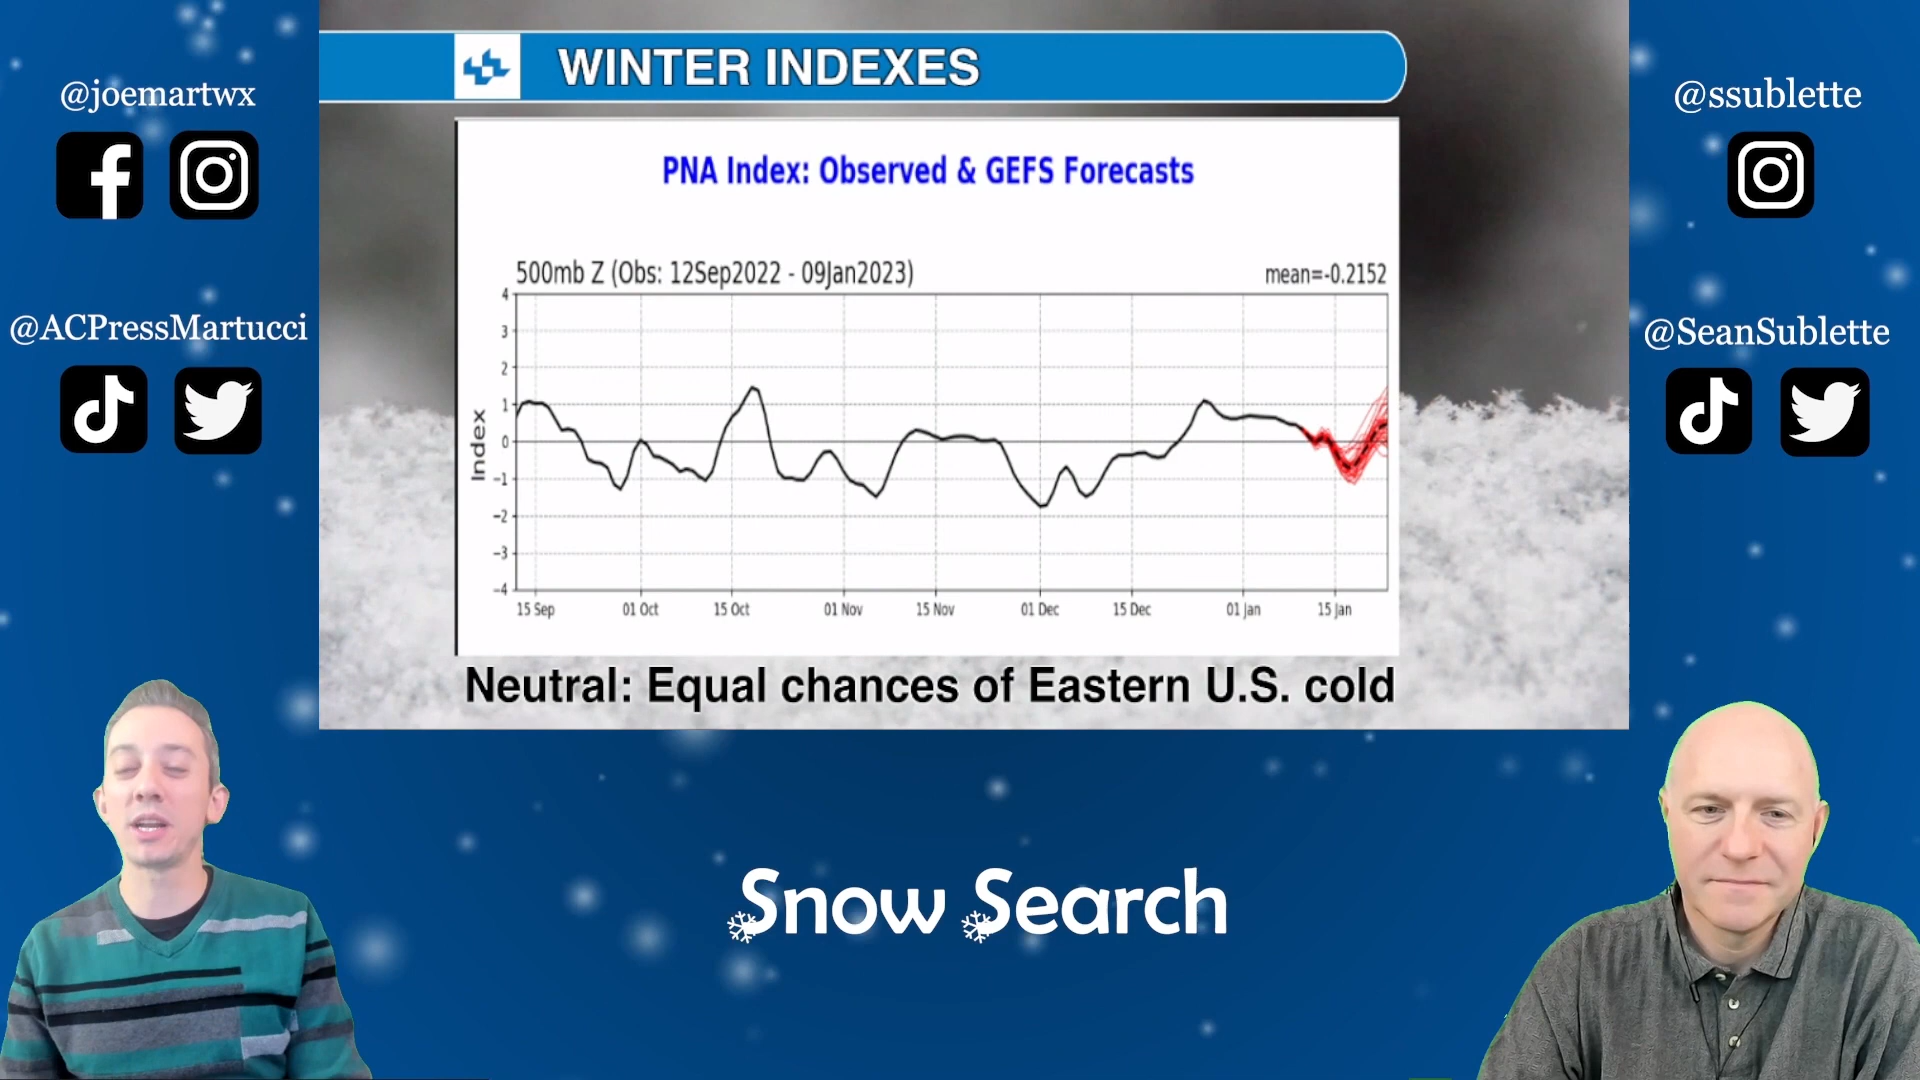 @joemartwx
@ACPressMartucci
WINTER INDEXES
PNA Index: Observed & GEFS Forecasts
500mb Z (Obs: 12Sep2022 - 09Jan2023)
mean=-0.2152
Index
4
3
2
1
0
−1
−2
−3
−4
15 Sep
01 Oct
15 Oct
01 Nov
15 Nov
01 Dec
15 Dec
01 Jan
15 Jan
Neutral: Equal chances of Eastern U.S. cold
@ssublette
@SeanSublette
Snow Search